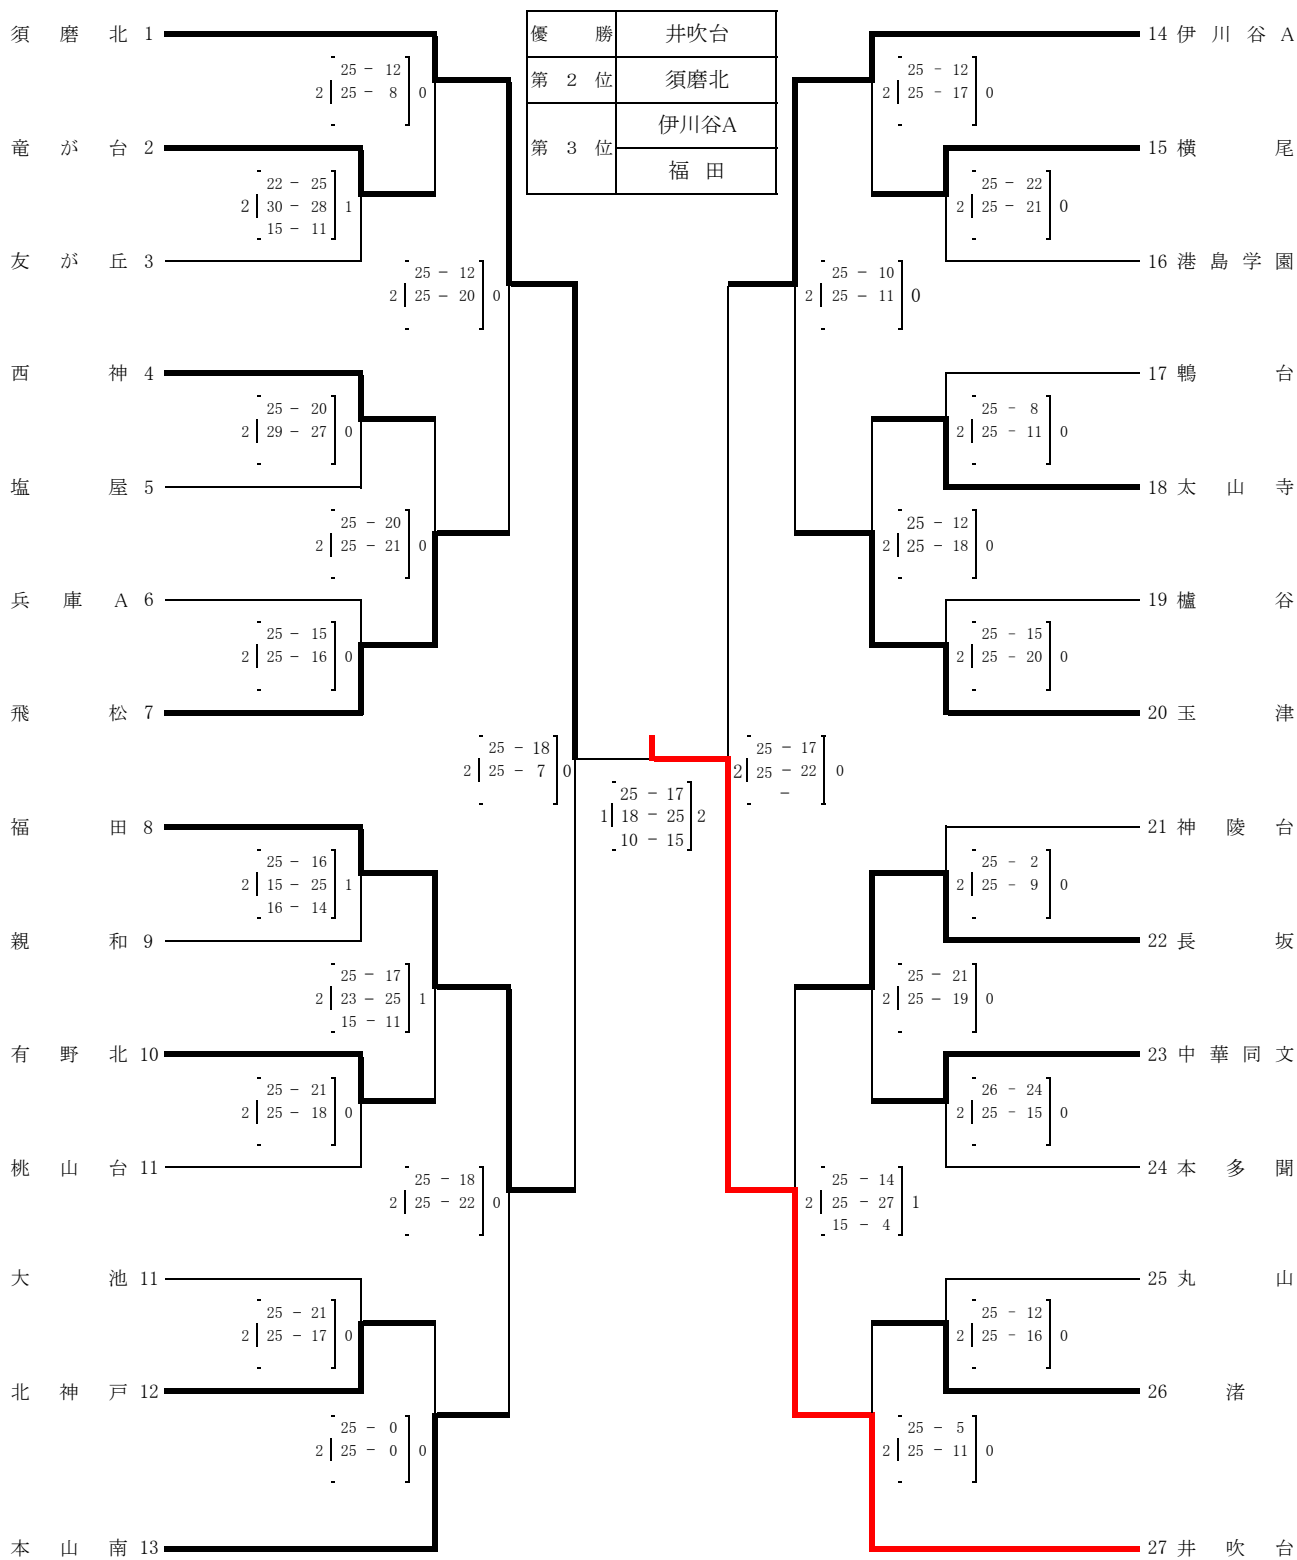 優 勝 井吹台
第 2 位 須磨北
第 3 位 伊川谷A
福 田
須 磨 北 1
25 － 12
2 25 － 8 0
竜 が 台 2
22 － 25
2 30 － 28 1
15 － 11
友 が 丘 3
25 － 12
2 25 － 20 0
西 神 4
25 － 20
2 29 － 27 0
塩 屋 5
25 － 20
2 25 － 21 0
兵 庫 A 6
25 － 15
2 25 － 16 0
飛 松 7
25 － 18
2 25 － 7 0
福 田 8
25 － 16
2 15 － 25 1
16 － 14
親 和 9
25 － 17
2 23 － 25 1
15 － 11
有 野 北 10
25 － 21
2 25 － 18 0
桃 山 台 11
25 － 18
2 25 － 22 0
大 池 11
25 － 21
2 25 － 17 0
北 神 戸 12
25 － 0
2 25 － 0 0
本 山 南 13
25 － 17
1 18 － 25 2
10 － 15
14 伊 川 谷 A
25 － 12
2 25 － 17 0
15 横 尾
25 － 22
2 25 － 21 0
16 港 島 学 園
25 － 10
2 25 － 11 0
17 鵯 台
25 － 8
2 25 － 11 0
18 太 山 寺
25 － 12
2 25 － 18 0
19 櫨 谷
25 － 15
2 25 － 20 0
20 玉 津
25 － 17
2 25 － 22 0
－
21 神 陵 台
25 － 2
2 25 － 9 0
22 長 坂
25 － 21
2 25 － 19 0
23 中 華 同 文
26 － 24
2 25 － 15 0
24 本 多 聞
25 － 14
2 25 － 27 1
15 － 4
25 丸 山
25 － 12
2 25 － 16 0
26 渚
25 － 5
2 25 － 11 0
27 井 吹 台